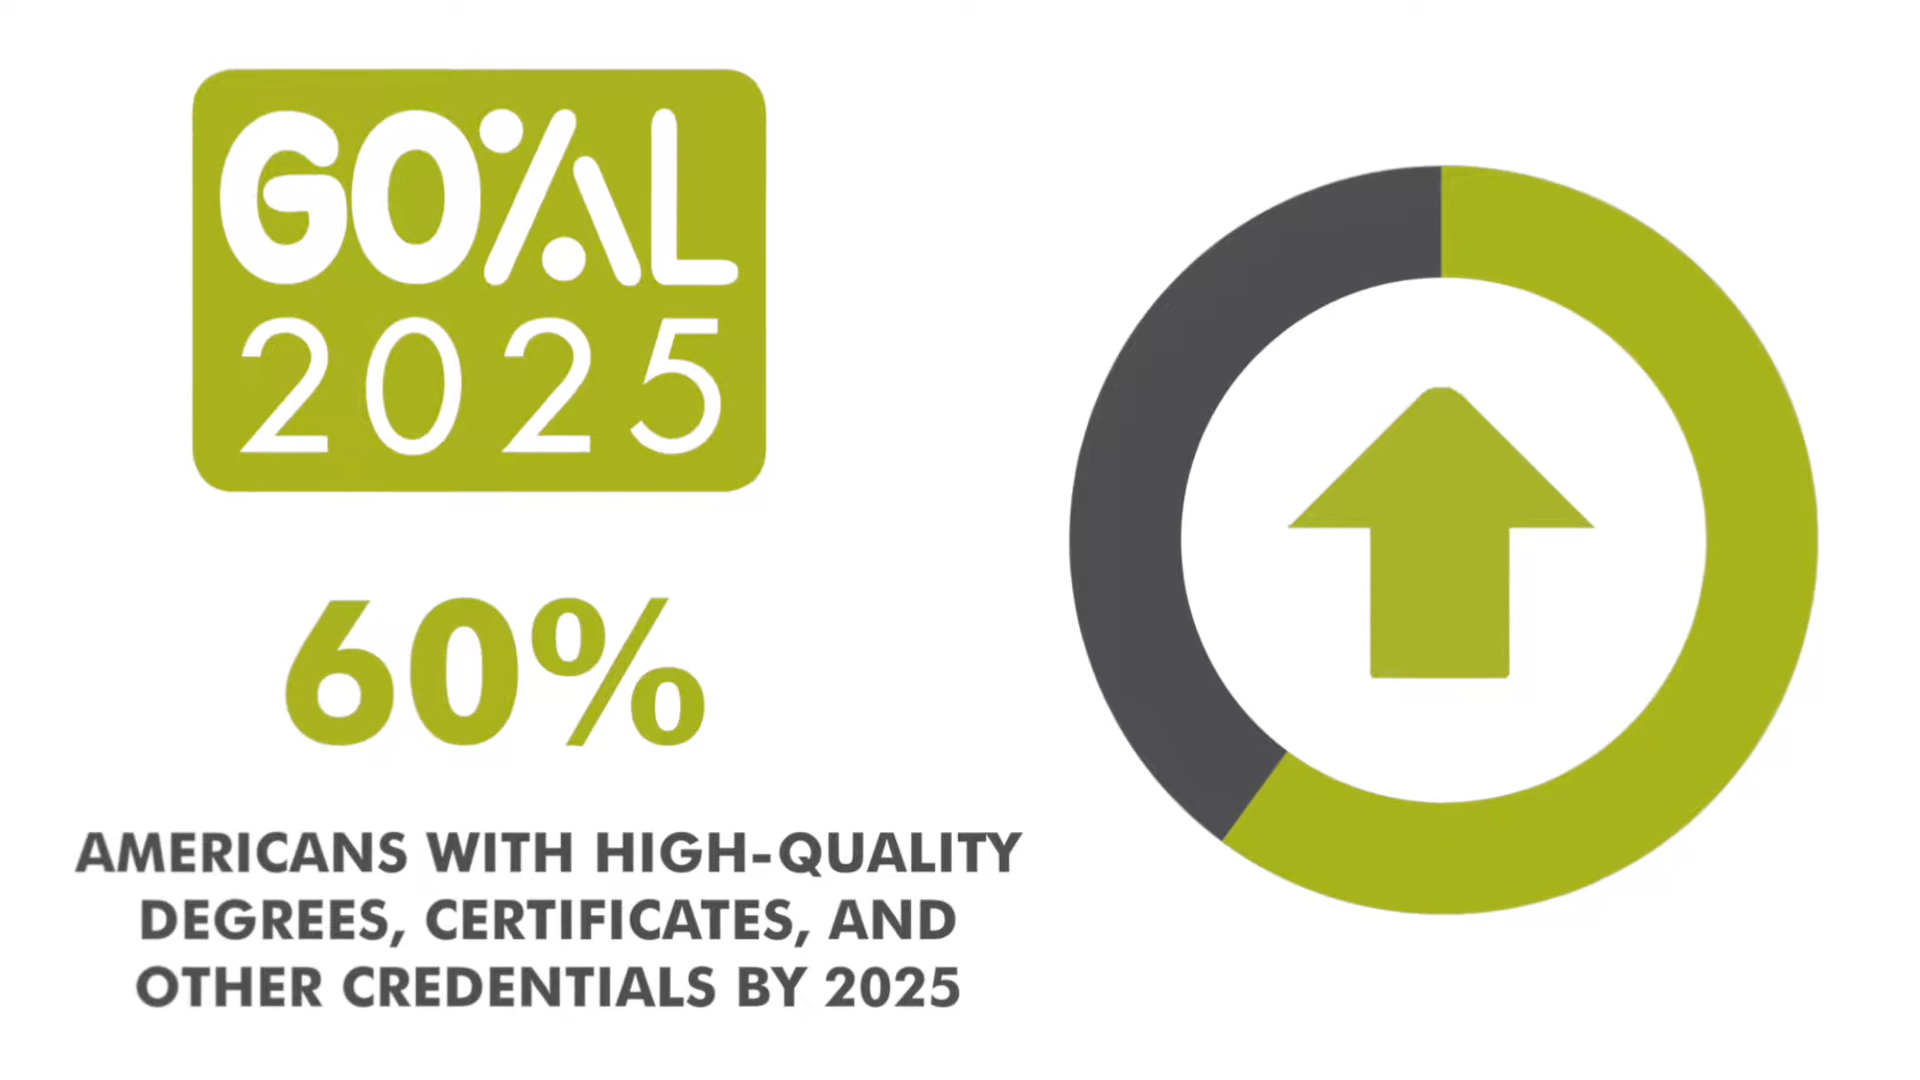 GOAL
2025
60%
AMERICANS WITH HIGH-QUALITY
DEGREES, CERTIFICATES, AND
OTHER CREDENTIALS BY 2025